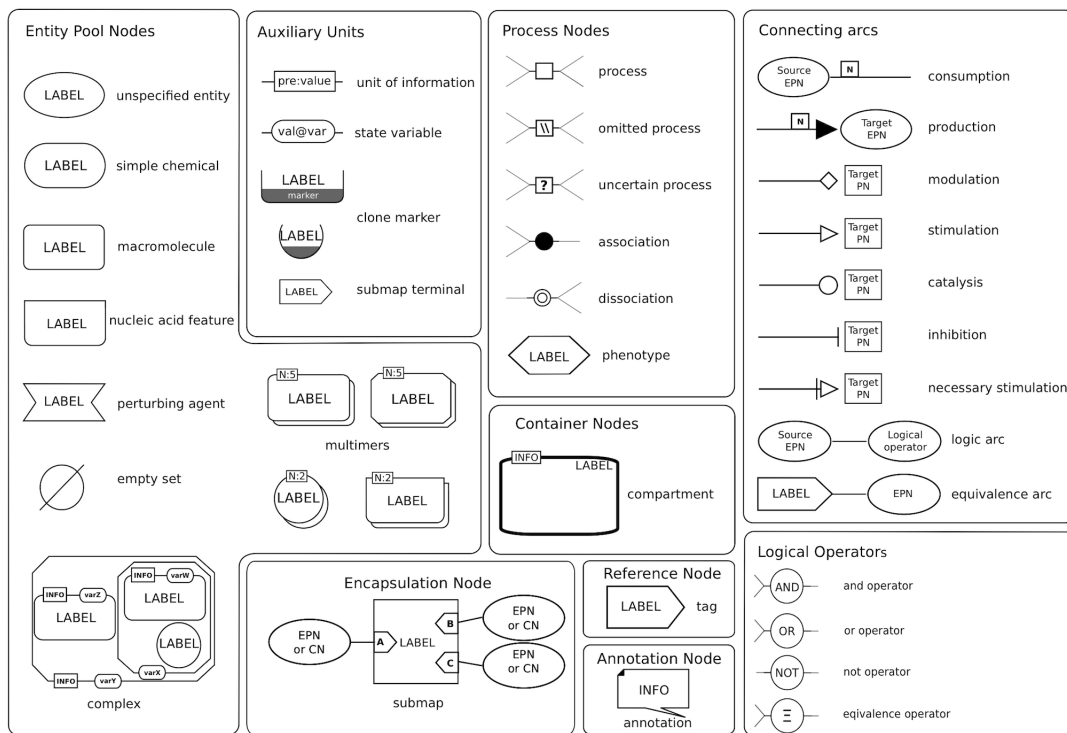 Entity Pool Nodes
LABEL
unspecified entity
LABEL
simple chemical
LABEL
macromolecule
LABEL
nucleic acid feature
LABEL
perturbing agent
empty set
INFO
varZ
LABEL
INFO
varW
LABEL
LABEL
varX
INFO
varY
complex
Auxiliary Units
pre:value
unit of information
val@var
state variable
LABEL
marker
clone marker
LABEL
LABEL
submap terminal
N:5
LABEL
N:5
LABEL
multimers
N:2
LABEL
N:2
LABEL
Process Nodes
process
\\
omitted process
?
uncertain process
association
dissociation
LABEL
phenotype
Container Nodes
INFO
LABEL
compartment
Encapsulation Node
EPN
or CN
A
LABEL
B
EPN
or CN
C
EPN
or CN
submap
Reference Node
LABEL
tag
Annotation Node
INFO
annotation
Connecting arcs
Source
EPN
N
consumption
N
Target
EPN
production
Target
PN
modulation
Target
PN
stimulation
Target
PN
catalysis
Target
PN
inhibition
Target
PN
necessary stimulation
Source
EPN
Logical
operator
logic arc
LABEL
EPN
equivalence arc
Logical Operators
AND
and operator
OR
or operator
NOT
not operator
Ξ
eqivalence operator